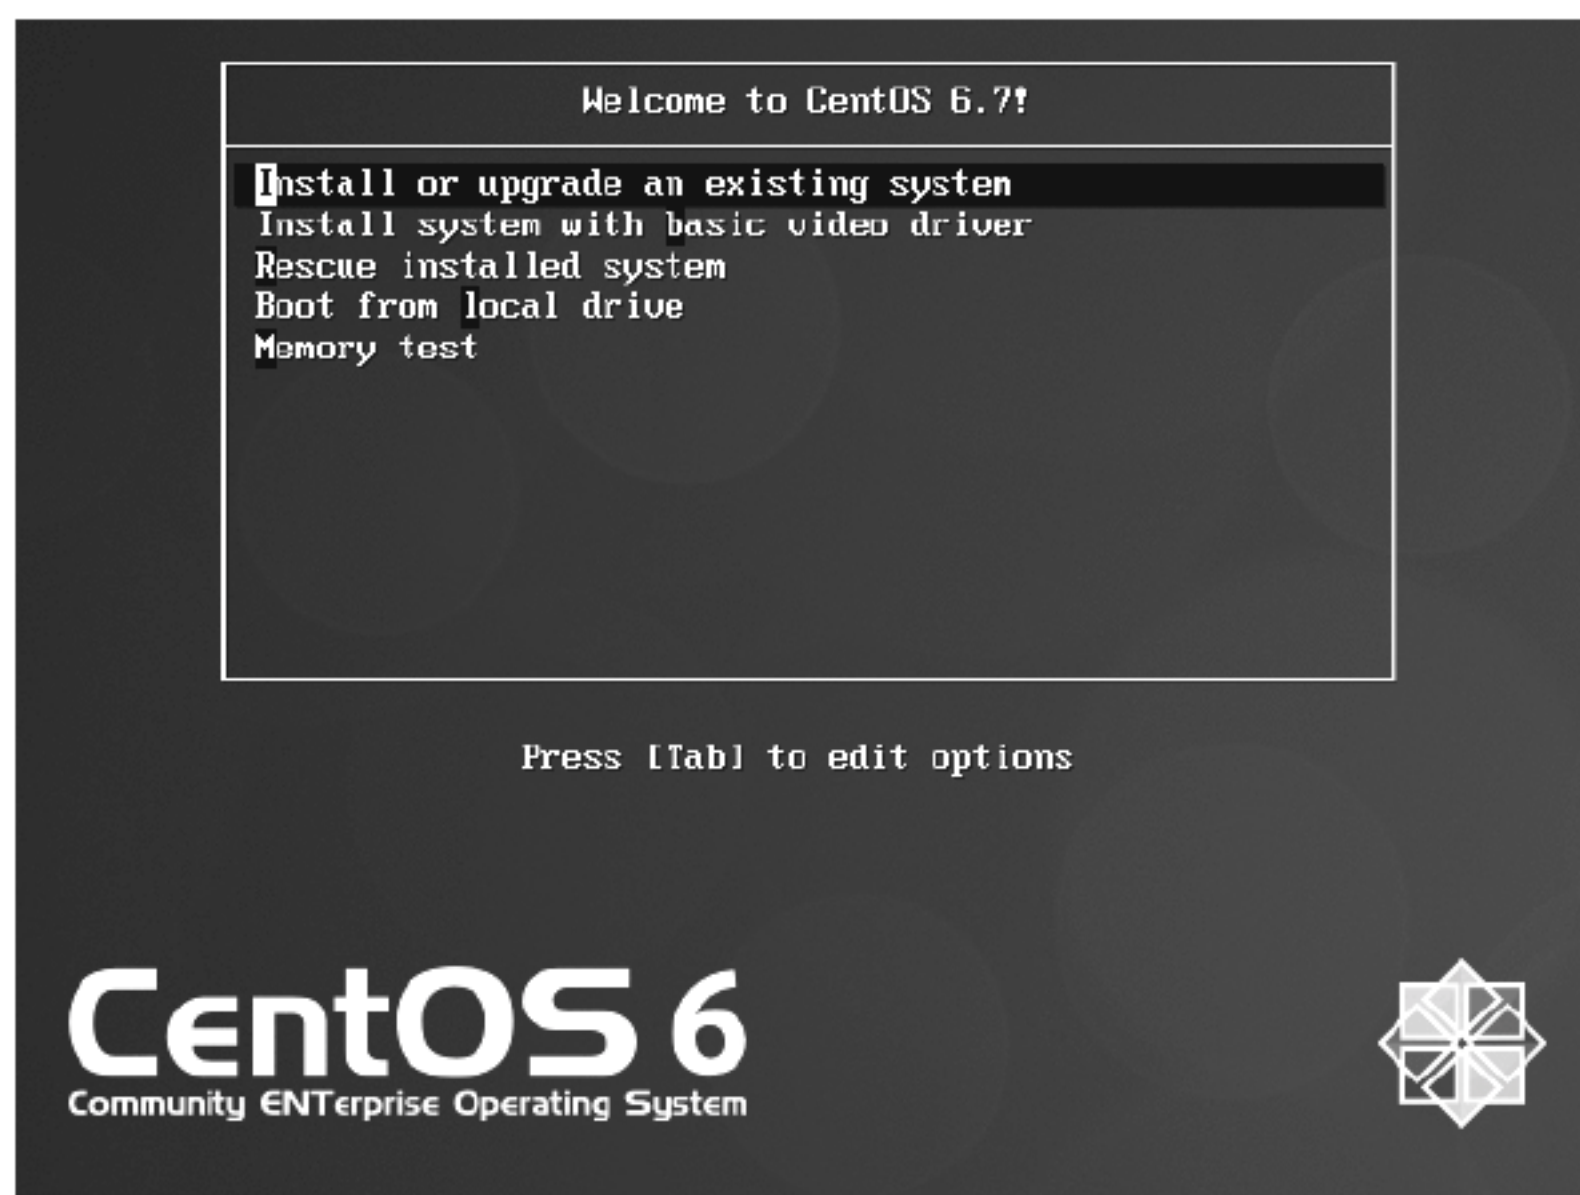 Welcome to CentOS 6.7!
Install or upgrade an existing system
Install system with basic video driver
Rescue installed system
Boot from local drive
Memory test
Press [Tab] to edit options
CentOS 6
Community ENTerprise Operating System